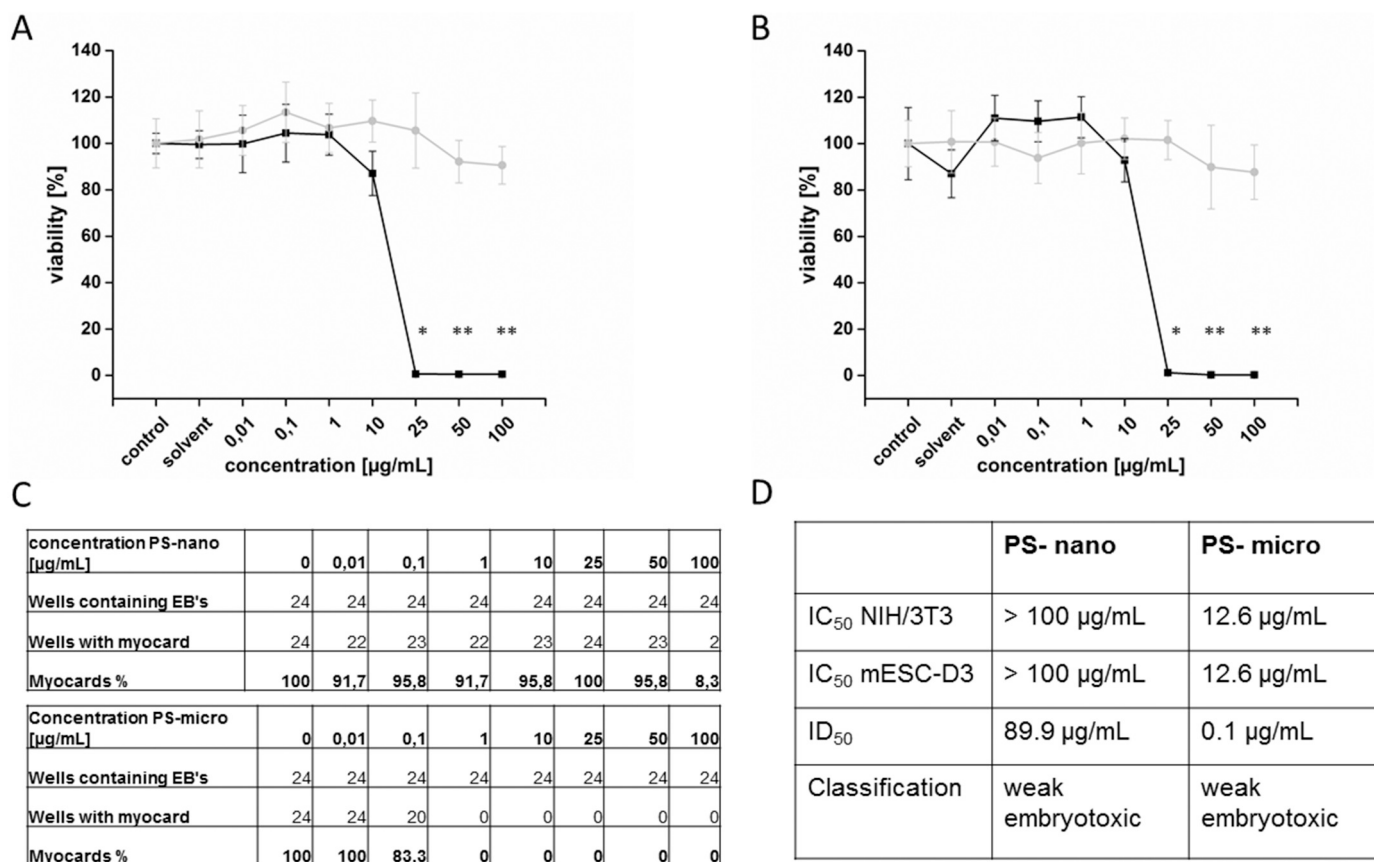 A
140
120
100
80
60
40
20
0
viability [%]
* ** **
control solvent 0,01 0,1 1 10 25 50 100
concentration [µg/mL]
B
140
120
100
80
60
40
20
0
viability [%]
* ** **
control solvent 0,01 0,1 1 10 25 50 100
concentration [µg/mL]
C
concentration PS-nano
[µg/mL] 0 0,01 0,1 1 10 25 50 100
Wells containing EB's 24 24 24 24 24 24 24 24
Wells with myocard 24 22 23 22 23 24 23 2
Myocards % 100 91,7 95,8 91,7 95,8 100 95,8 8,3
Concentration PS-micro
[µg/mL] 0 0,01 0,1 1 10 25 50 100
Wells containing EB's 24 24 24 24 24 24 24 24
Wells with myocard 24 24 20 0 0 0 0 0
Myocards % 100 100 83,3 0 0 0 0 0
D
PS- nano PS- micro
IC50 NIH/3T3 > 100 µg/mL 12.6 µg/mL
IC50 mESC-D3 > 100 µg/mL 12.6 µg/mL
ID50 89.9 µg/mL 0.1 µg/mL
Classification weak weak
embryotoxic embryotoxic